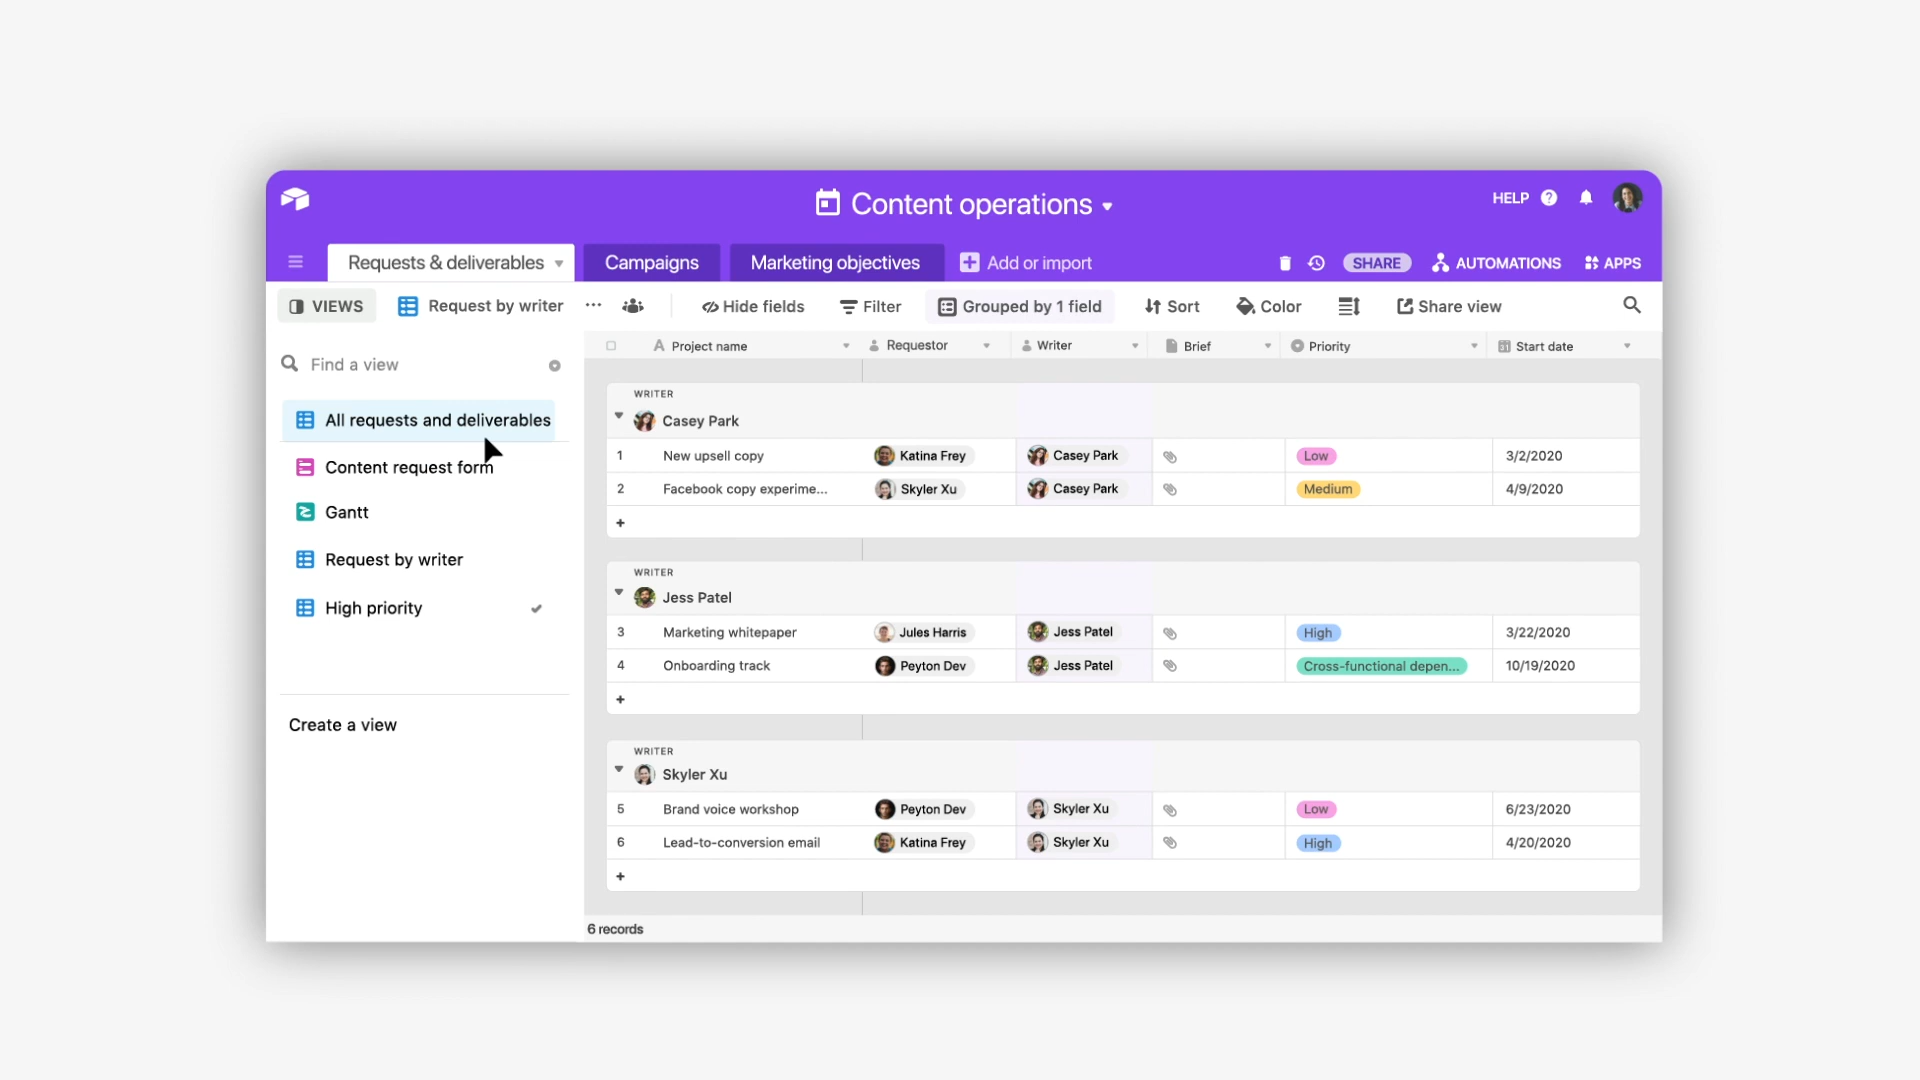 Content operations
HELP
Requests & deliverables
Campaigns
Marketing objectives
Add or import
SHARE
AUTOMATIONS
APPS
VIEWS
Request by writer
Hide fields
Filter
Grouped by 1 field
Sort
Color
Share view
Find a view
All requests and deliverables
Content request form
Gantt
Request by writer
High priority
Create a view
Project name
Requestor
Writer
Brief
Priority
Start date
WRITER
Casey Park
1 New upsell copy Katina Frey Casey Park Low 3/2/2020
2 Facebook copy experime... Skyler Xu Casey Park Medium 4/9/2020
+
WRITER
Jess Patel
3 Marketing whitepaper Jules Harris Jess Patel High 3/22/2020
4 Onboarding track Peyton Dev Jess Patel Cross-functional depen... 10/19/2020
+
WRITER
Skyler Xu
5 Brand voice workshop Peyton Dev Skyler Xu Low 6/23/2020
6 Lead-to-conversion email Katina Frey Skyler Xu High 4/20/2020
+
6 records